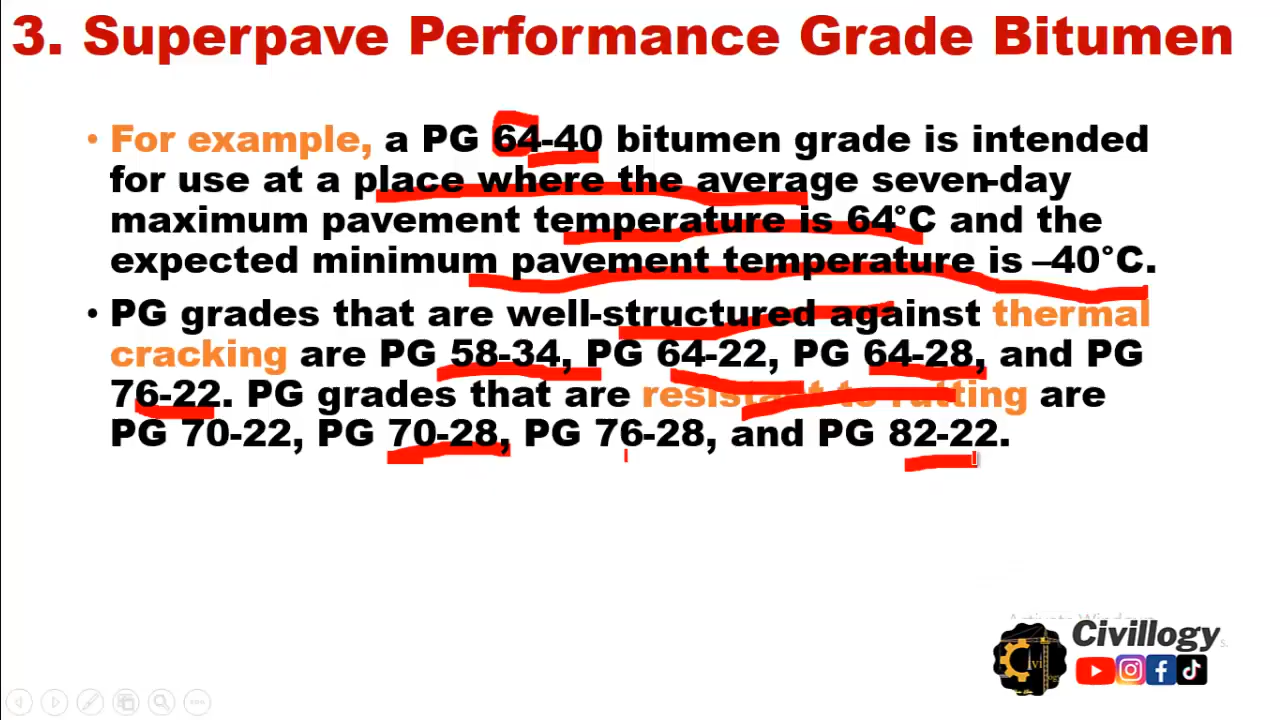 3. Superpave Performance Grade Bitumen
• For example, a PG 64-40 bitumen grade is intended
for use at a place where the average seven-day
maximum pavement temperature is 64°C and the
expected minimum pavement temperature is –40°C.
• PG grades that are well-structured against thermal
cracking are PG 58-34, PG 64-22, PG 64-28, and PG
76-22. PG grades that are resistant to rutting are
PG 70-22, PG 70-28, PG 76-28, and PG 82-22.
Activate Windows
Civillogy